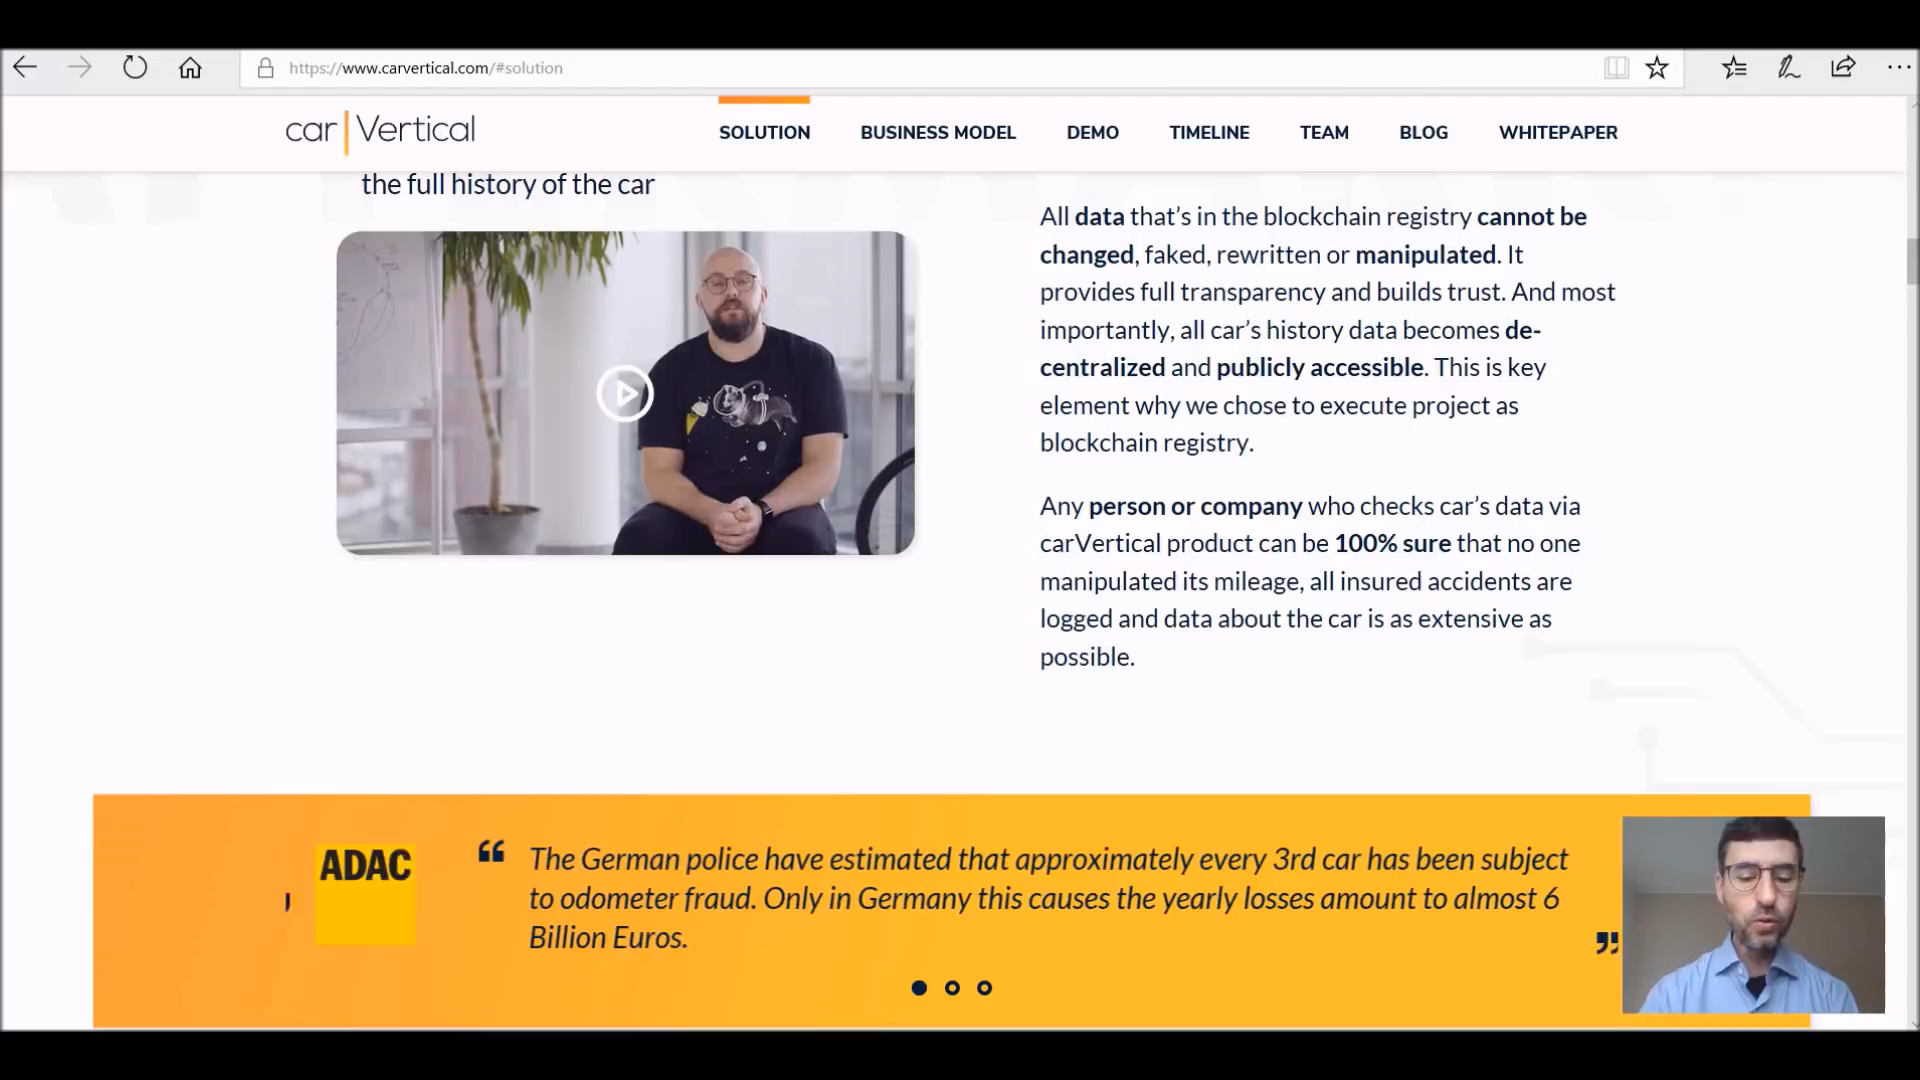 https://www.carvertical.com/#solution
car|Vertical
SOLUTION
BUSINESS MODEL
DEMO
TIMELINE
TEAM
BLOG
WHITEPAPER
the full history of the car
All data that's in the blockchain registry cannot be
changed, faked, rewritten or manipulated. It
provides full transparency and builds trust. And most
importantly, all car's history data becomes de-
centralized and publicly accessible. This is key
element why we chose to execute project as
blockchain registry.
Any person or company who checks car's data via
carVertical product can be 100% sure that no one
manipulated its mileage, all insured accidents are
logged and data about the car is as extensive as
possible.
ADAC
“ The German police have estimated that approximately every 3rd car has been subject
to odometer fraud. Only in Germany this causes the yearly losses amount to almost 6
Billion Euros. ”